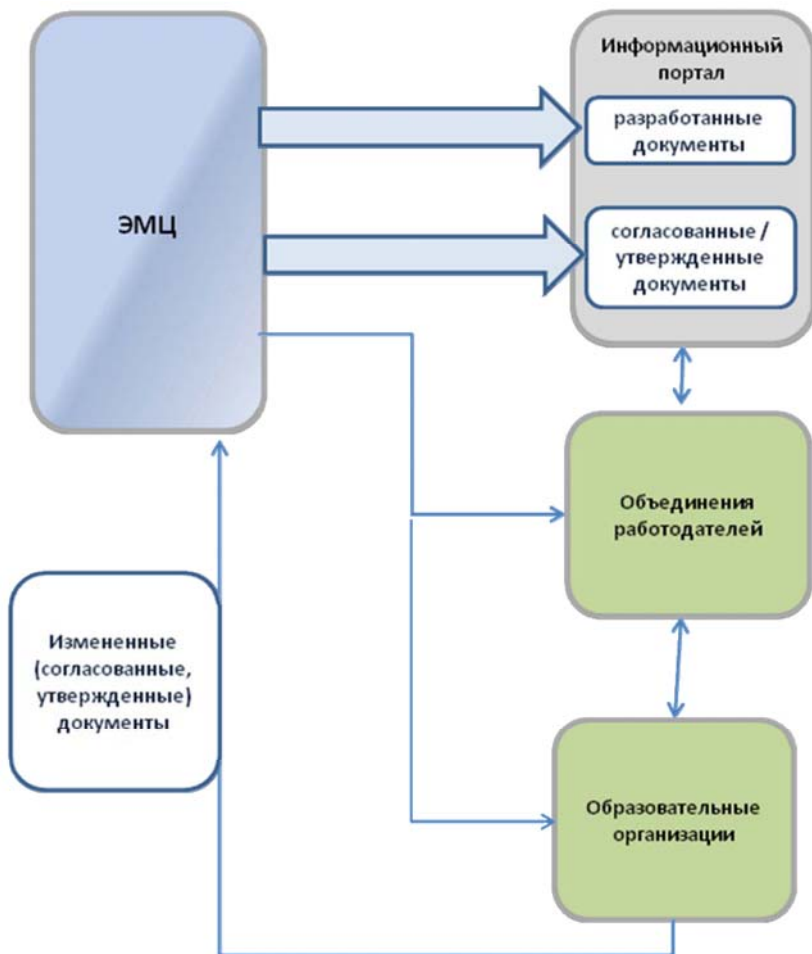 ЭМЦ
Информационный
портал
разработанные
документы
согласованные /
утвержденные
документы
Объединения
работодателей
Измененные
(согласованные,
утвержденные)
документы
Образовательные
организации